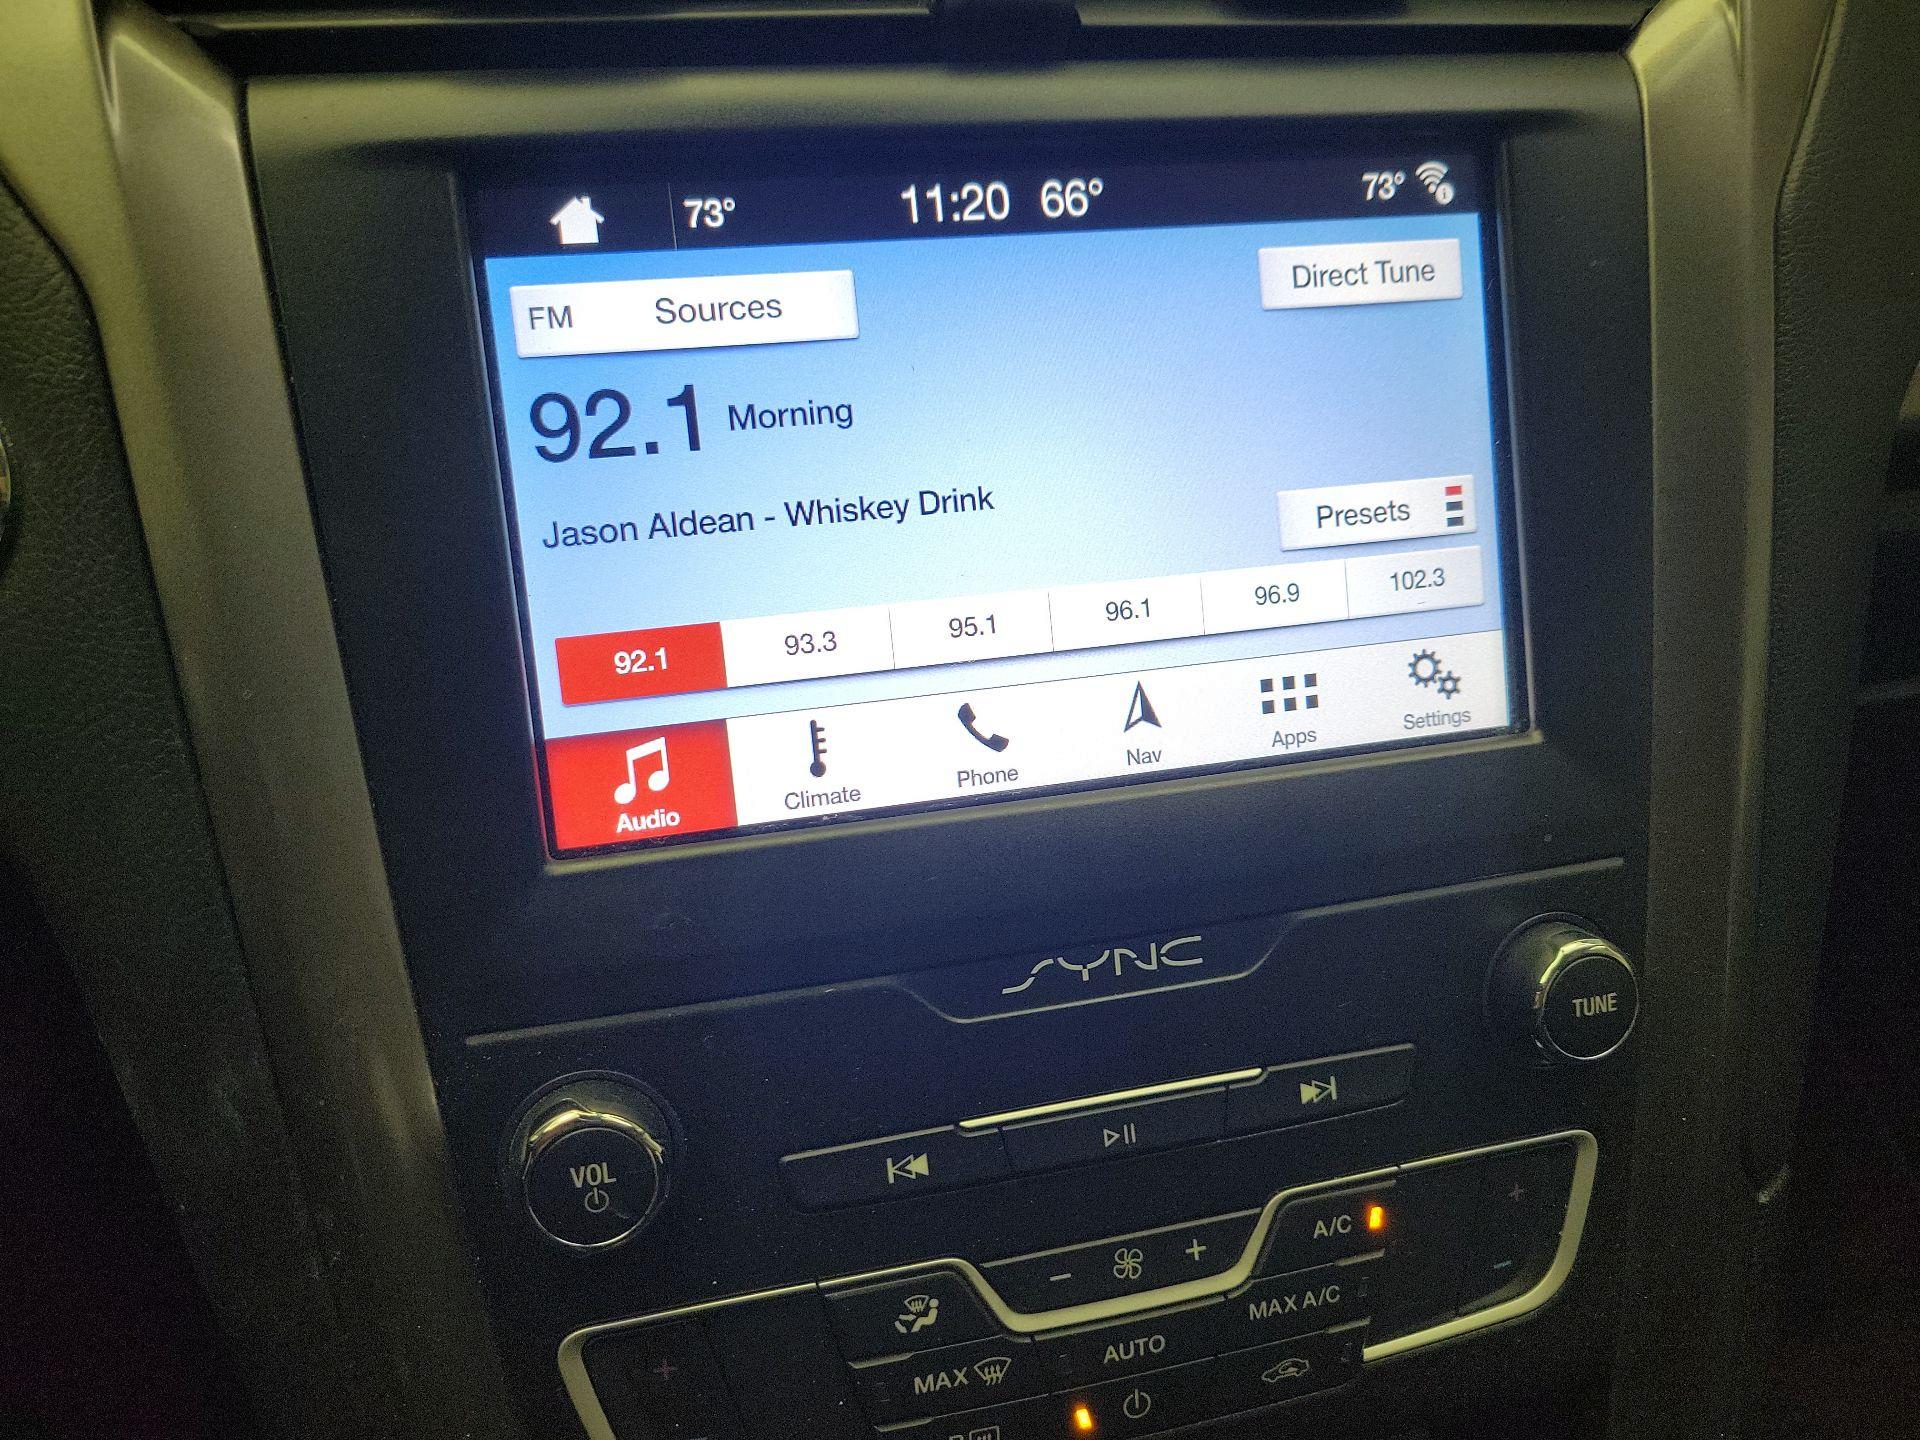 73° 11:20 66° 73°
FM Sources Direct Tune
92.1 Morning
Jason Aldean - Whiskey Drink
Presets
92.1 93.3 95.1 96.1 96.9 102.3
Audio Climate Phone Nav Apps Settings
SYNC
TUNE
VOL
- + A/C + -
MAX A/C
+ MAX AUTO